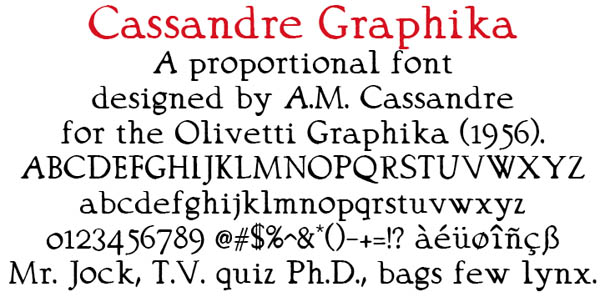 Cassandre Graphika
A proportional font
designed by A.M. Cassandre
for the Olivetti Graphika (1956).
ABCDEFGHIJKLMNOPQRSTUVWXYZ
abcdefghijklmnopqrstuvwxyz
0123456789 @#$%^&*()-+=!? àéüøîñçß
Mr. Jock, T.V. quiz Ph.D., bags few lynx.